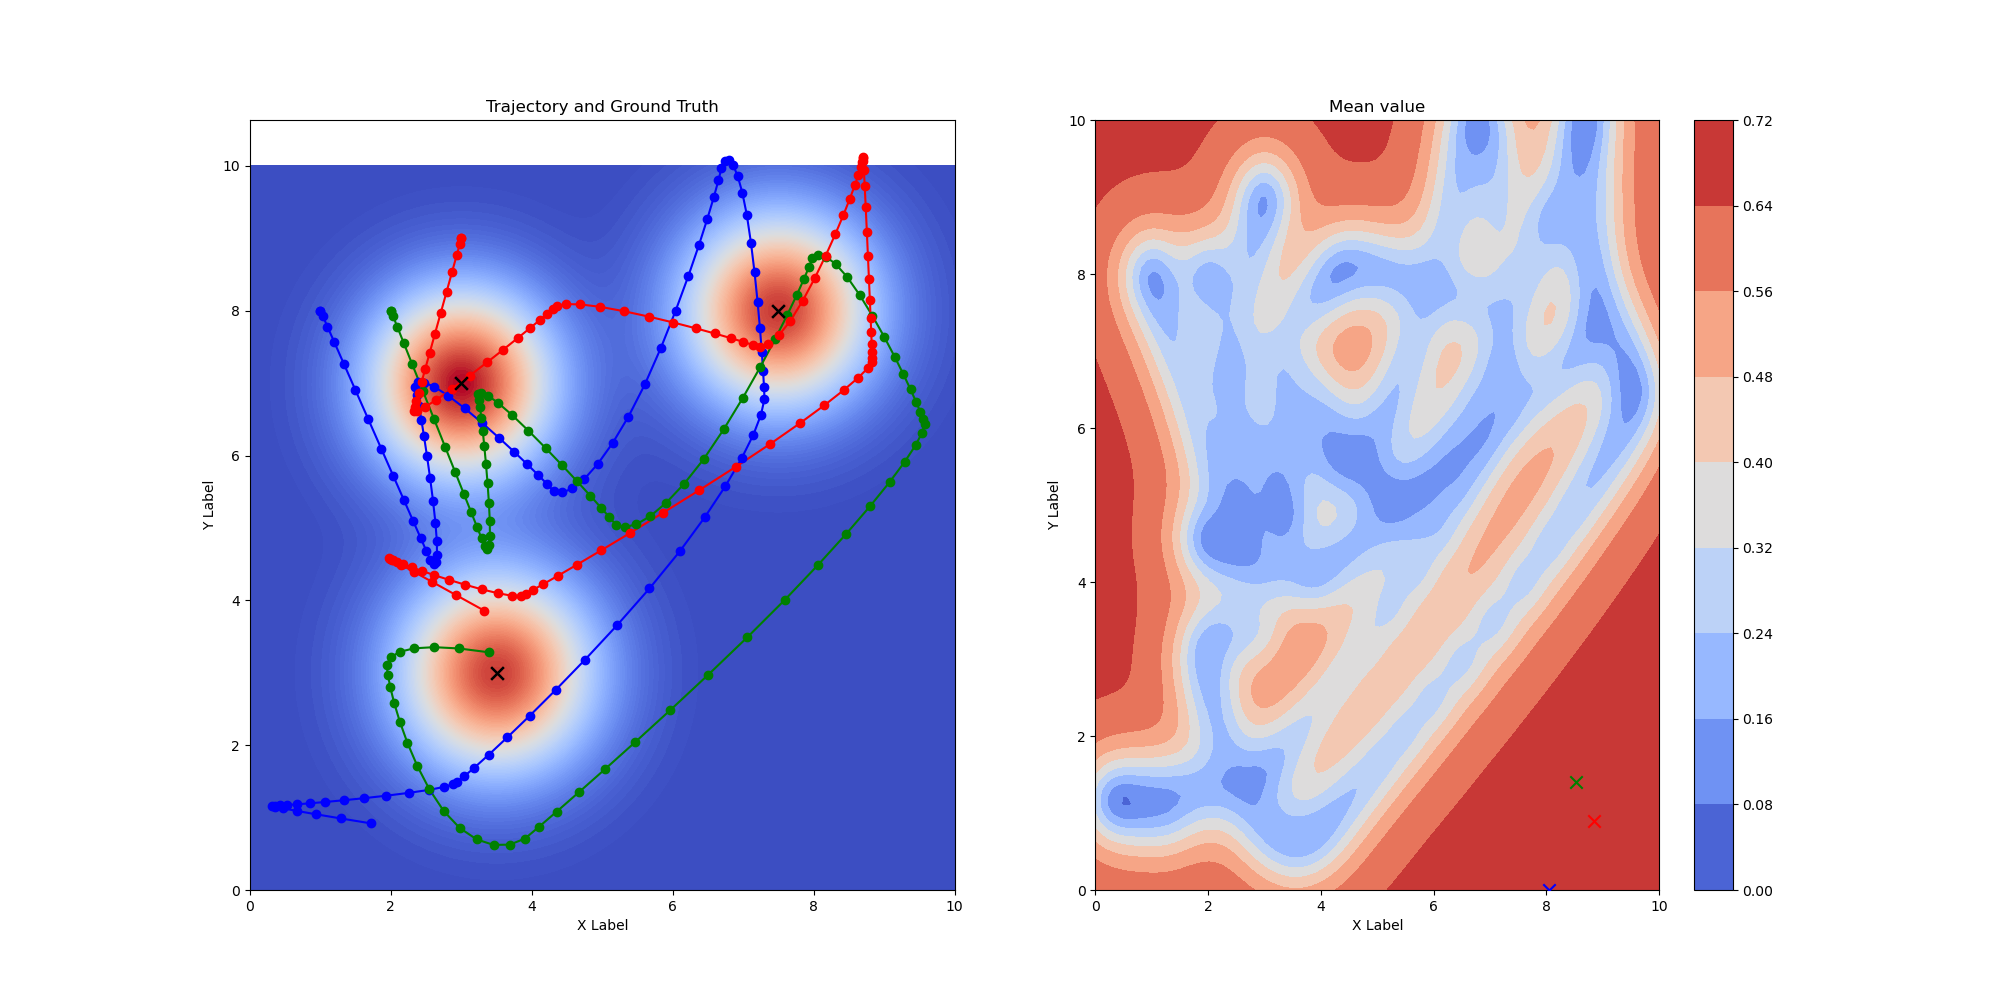 Trajectory and Ground Truth
10
8
6
4
2
0
Y Label
0 2 4 6 8 10
X Label
Mean value
10
8
6
4
2
0
Y Label
0 2 4 6 8 10
X Label
0.72
0.64
0.56
0.48
0.40
0.32
0.24
0.16
0.08
0.00